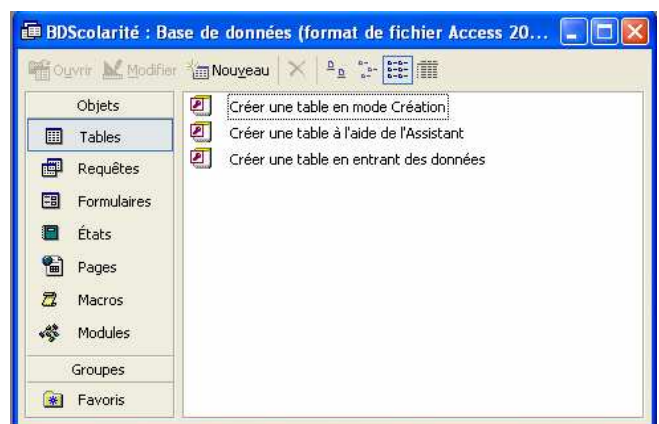 BDScolarité : Base de données (format de fichier Access 20...
Ouvrir Modifier Nouveau
Objets
Tables
Requêtes
Formulaires
États
Pages
Macros
Modules
Groupes
Favoris
Créer une table en mode Création
Créer une table à l'aide de l'Assistant
Créer une table en entrant des données